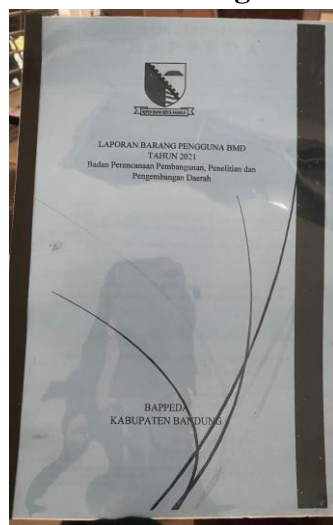 LAPORAN BARANG PENGGUNA BMD
TAHUN 2021
Badan Perencanaan Pembangunan, Penelitian dan
Pengembangan Daerah
BAPPEDA
KABUPATEN BANDUNG